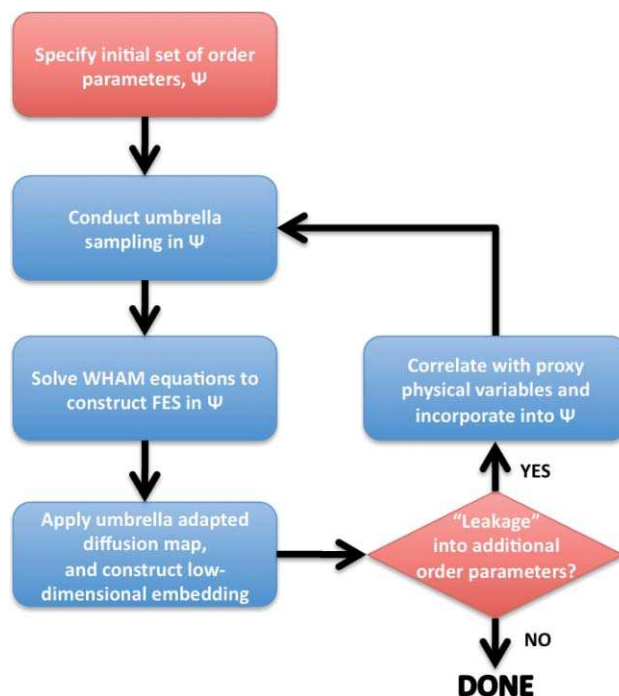 Specify initial set of order
parameters, Ψ
Conduct umbrella
sampling in Ψ
Solve WHAM equations to
construct FES in Ψ
Apply umbrella adapted
diffusion map,
and construct low-
dimensional embedding
"Leakage"
into additional
order parameters?
YES
Correlate with proxy
physical variables and
incorporate into Ψ
NO
DONE